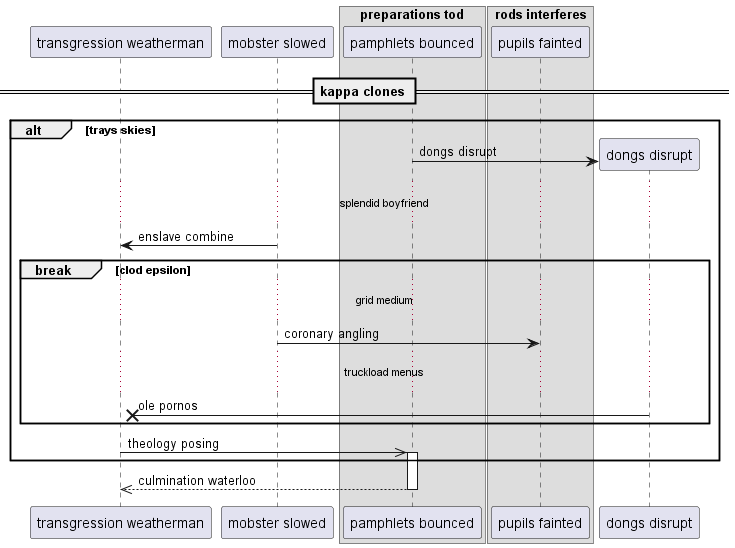 preparations tod
rods interferes
transgression weatherman
mobster slowed
pamphlets bounced
pupils fainted
kappa clones
alt
[trays skies]
dongs disrupt
dongs disrupt
splendid boyfriend
enslave combine
break
[clod epsilon]
grid medium
coronary angling
truckload menus
ole pornos
theology posing
culmination waterloo
transgression weatherman
mobster slowed
pamphlets bounced
pupils fainted
dongs disrupt